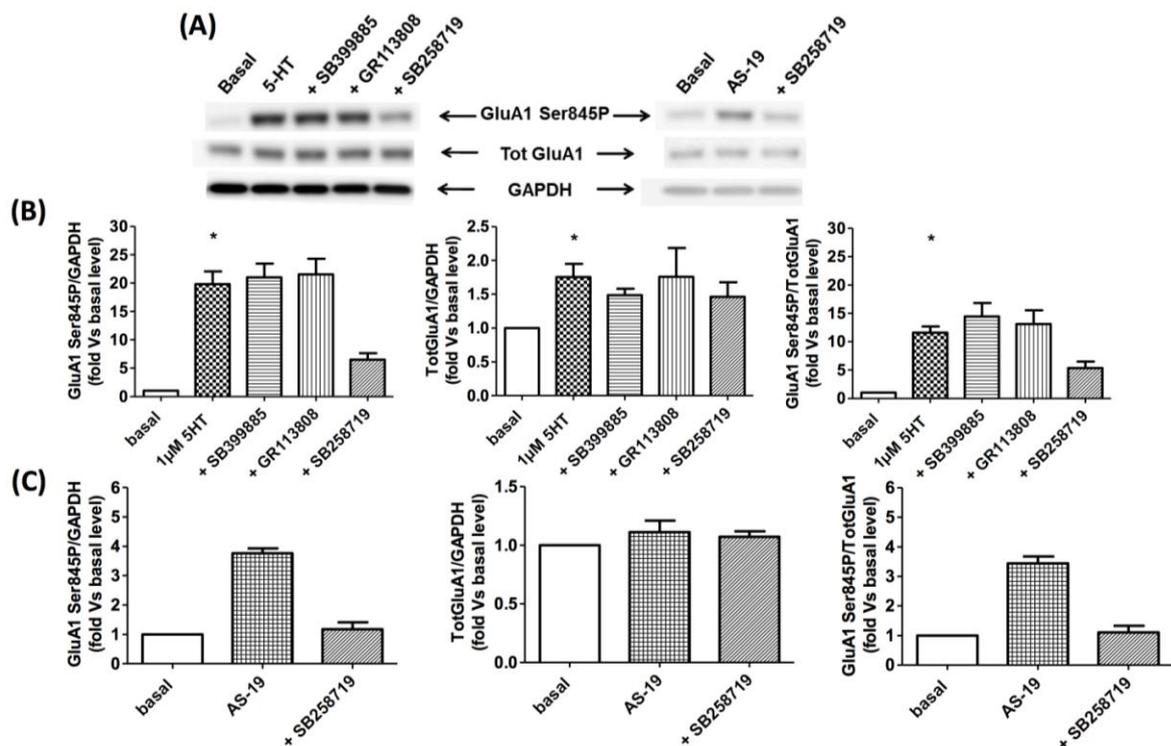 (A)
Basal
5-HT
+ SB399885
+ GR113808
+ SB258719
Basal
AS-19
+ SB258719
GluA1 Ser845P
Tot GluA1
GAPDH
(B)
GluA1 Ser845P/GAPDH
(fold Vs basal level)
30
25
20
15
10
5
0
*
basal
1µM 5HT
+ SB399885
+ GR113808
+ SB258719
TotGluA1/GAPDH
(fold Vs basal level)
2.5
2.0
1.5
1.0
0.5
0.0
*
basal
1µM 5HT
+ SB399885
+ GR113808
+ SB258719
GluA1 Ser845P/TotGluA1
(fold Vs basal level)
30
25
20
15
10
5
0
*
basal
1µM 5HT
+ SB399885
+ GR113808
+ SB258719
(C)
GluA1 Ser845P/GAPDH
(fold Vs basal level)
6
5
4
3
2
1
0
basal
AS-19
+ SB258719
TotGluA1/GAPDH
(fold Vs basal level)
1.5
1.0
0.5
0.0
basal
AS-19
+ SB258719
GluA1 Ser845P/TotGluA1
(fold Vs basal level)
6
5
4
3
2
1
0
basal
AS-19
+ SB258719